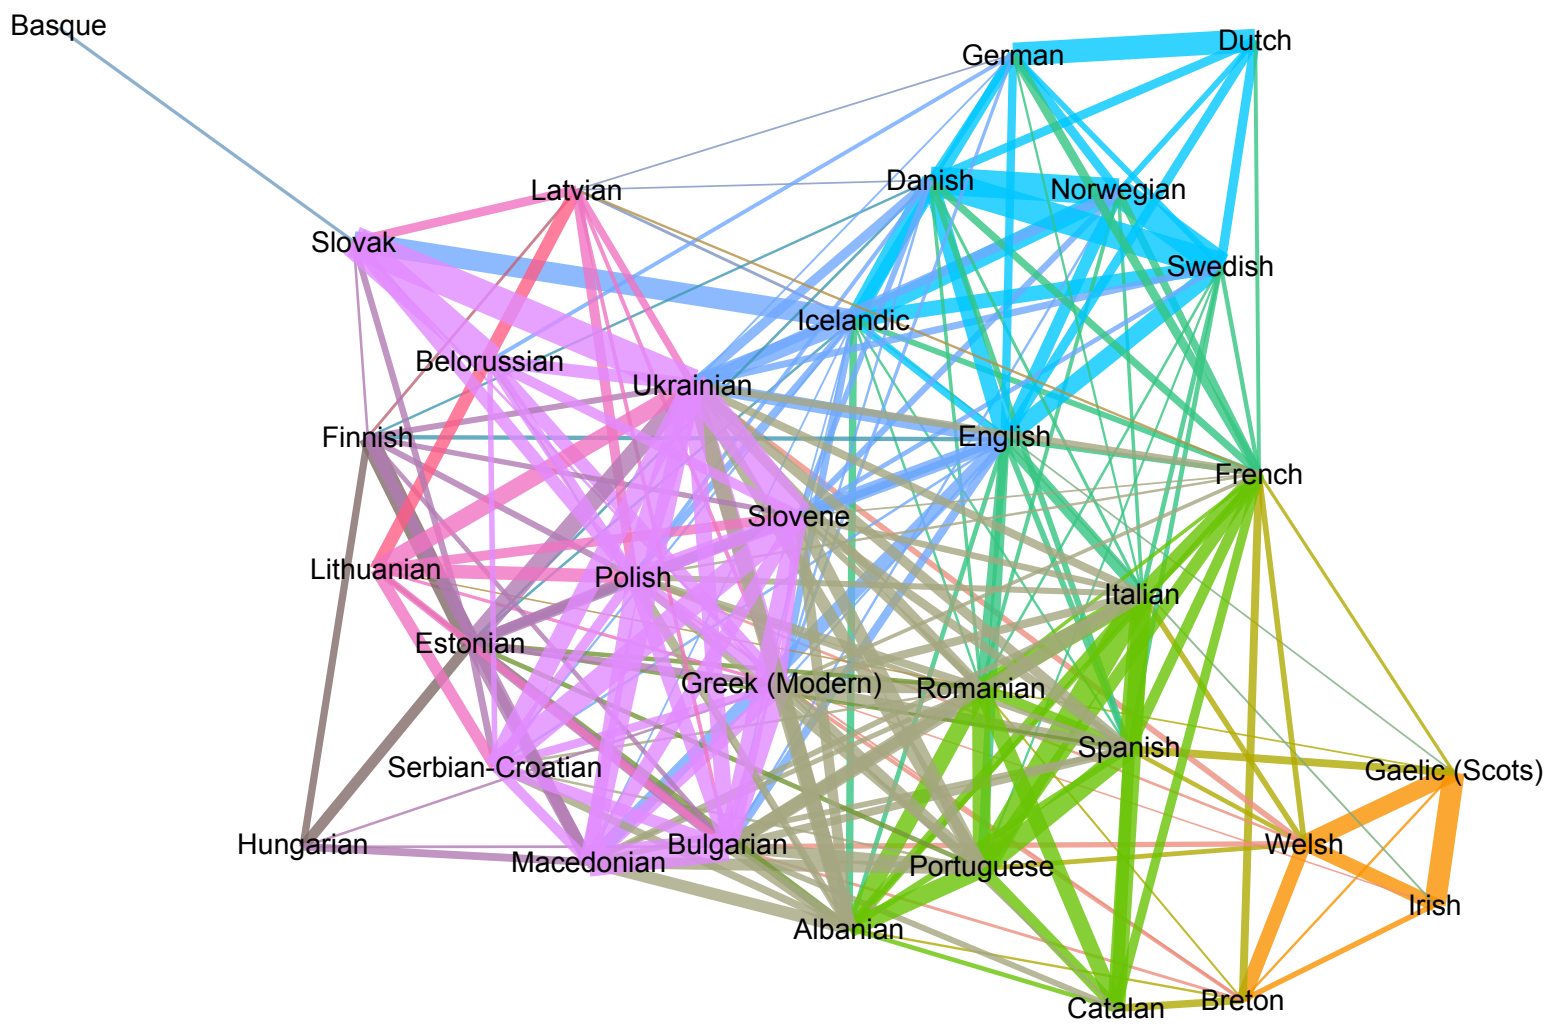 Basque
German
Dutch
Danish
Norwegian
Latvian
Slovak
Swedish
Icelandic
Belorussian
Ukrainian
Finnish
English
French
Slovene
Lithuanian
Polish
Italian
Estonian
Greek (Modern)
Romanian
Spanish
Serbian-Croatian
Gaelic (Scots)
Hungarian
Macedonian
Bulgarian
Portuguese
Welsh
Irish
Albanian
Catalan
Breton